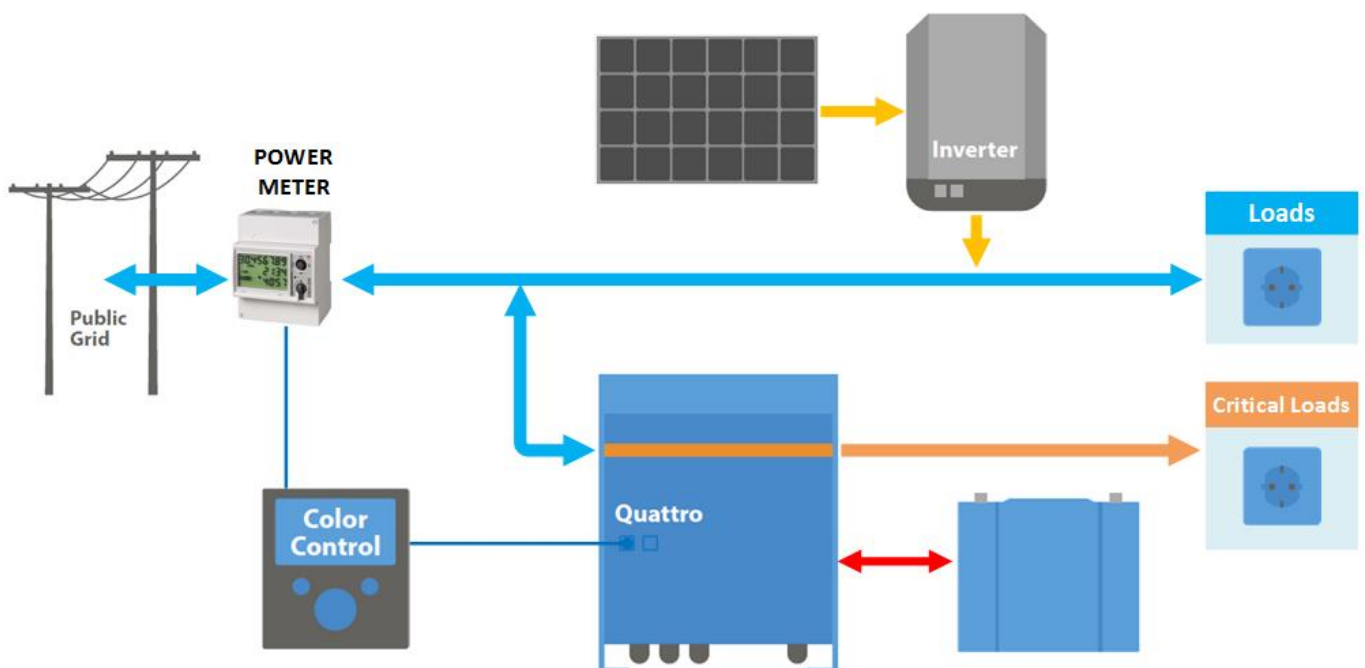 POWER
METER
Inverter
Loads
Public
Grid
Critical Loads
Color
Control
Quattro